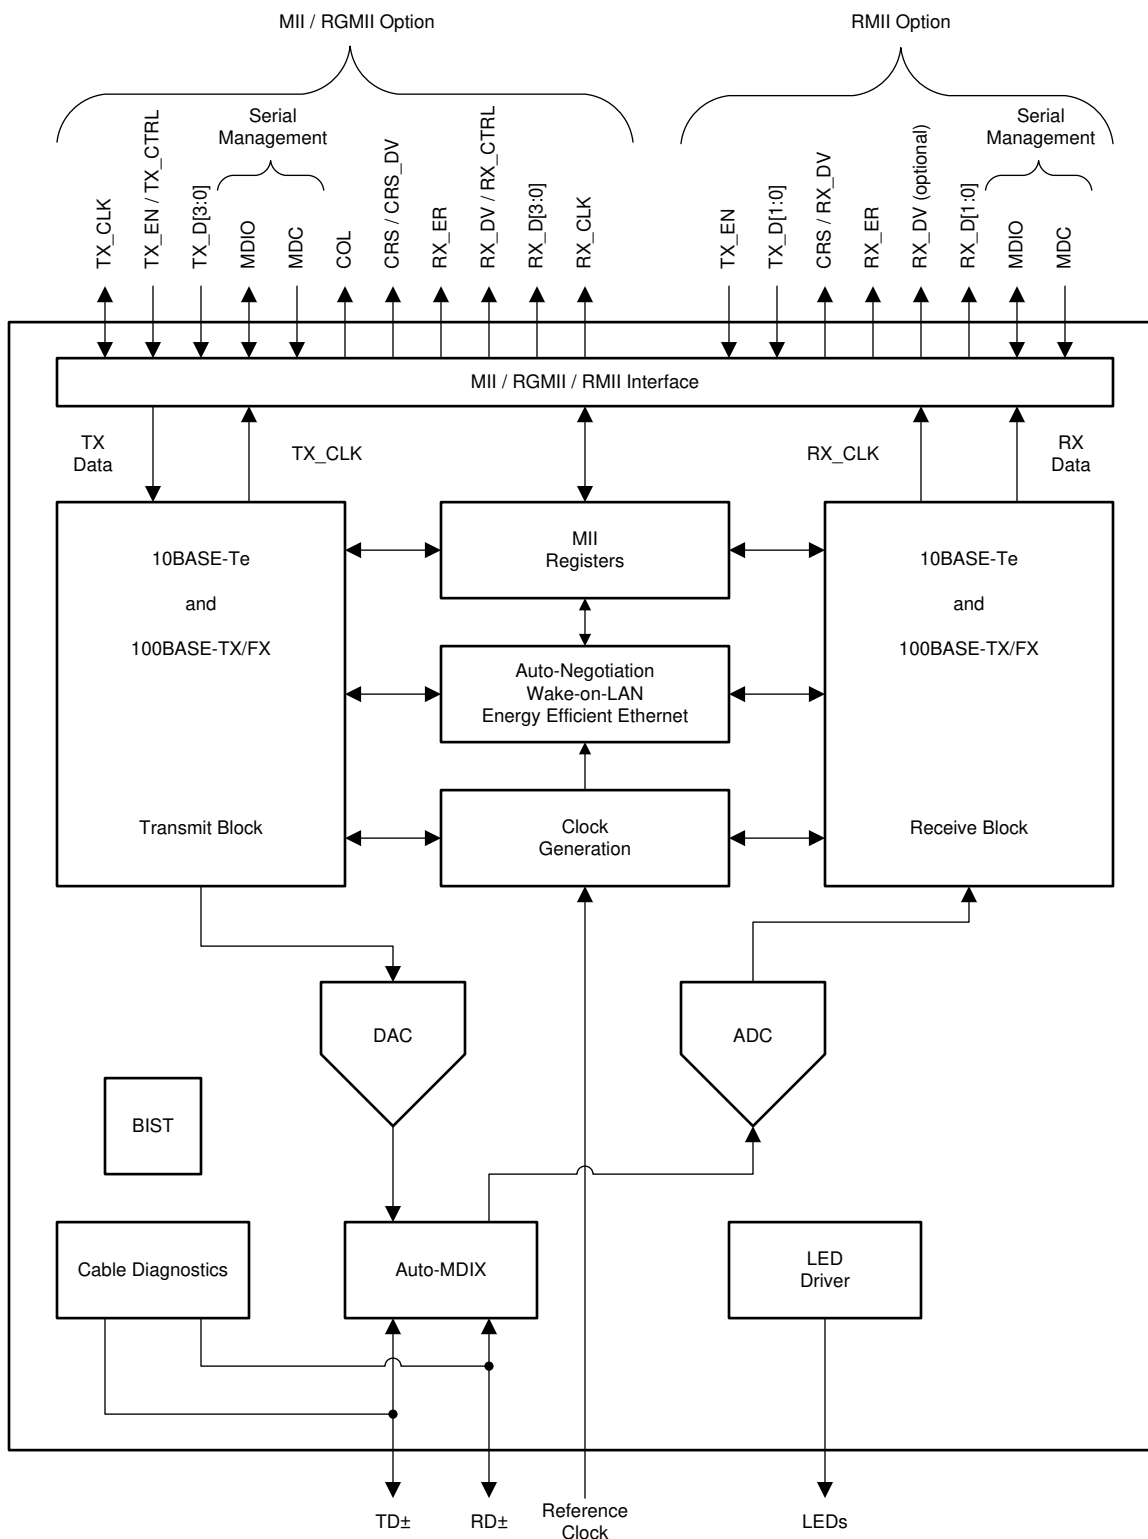 MII / RGMII Option
RMII Option
Serial
Management
Serial
Management
TX_CLK
TX_EN / TX_CTRL
TX_D[3:0]
MDIO
MDC
COL
CRS / CRS_DV
RX_ER
RX_DV / RX_CTRL
RX_D[3:0]
RX_CLK
TX_EN
TX_D[1:0]
CRS / RX_DV
RX_ER
RX_DV (optional)
RX_D[1:0]
MDIO
MDC
MII / RGMII / RMII Interface
TX
Data
TX_CLK
RX_CLK
RX
Data
10BASE-Te
and
100BASE-TX/FX
Transmit Block
MII
Registers
Auto-Negotiation
Wake-on-LAN
Energy Efficient Ethernet
Clock
Generation
10BASE-Te
and
100BASE-TX/FX
Receive Block
DAC
ADC
BIST
Cable Diagnostics
Auto-MDIX
LED
Driver
TD±
RD±
Reference
Clock
LEDs